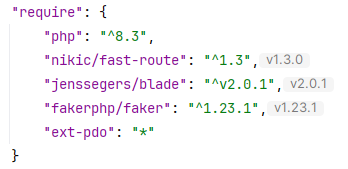 "require": {
"php": "^8.3",
"nikic/fast-route": "^1.3", v1.3.0
"jenssegers/blade": "^v2.0.1", v2.0.1
"fakerphp/faker": "^1.23.1", v1.23.1
"ext-pdo": "*"
}